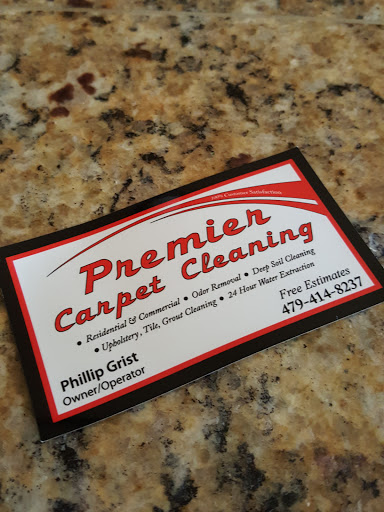 100% Customer Satisfaction
Premier
Carpet Cleaning
• Residential & Commercial • Odor Removal • Deep Soil Cleaning
• Upholstery, Tile, Grout Cleaning • 24 Hour Water Extraction
Free Estimates
479-414-8237
Phillip Grist
Owner/Operator